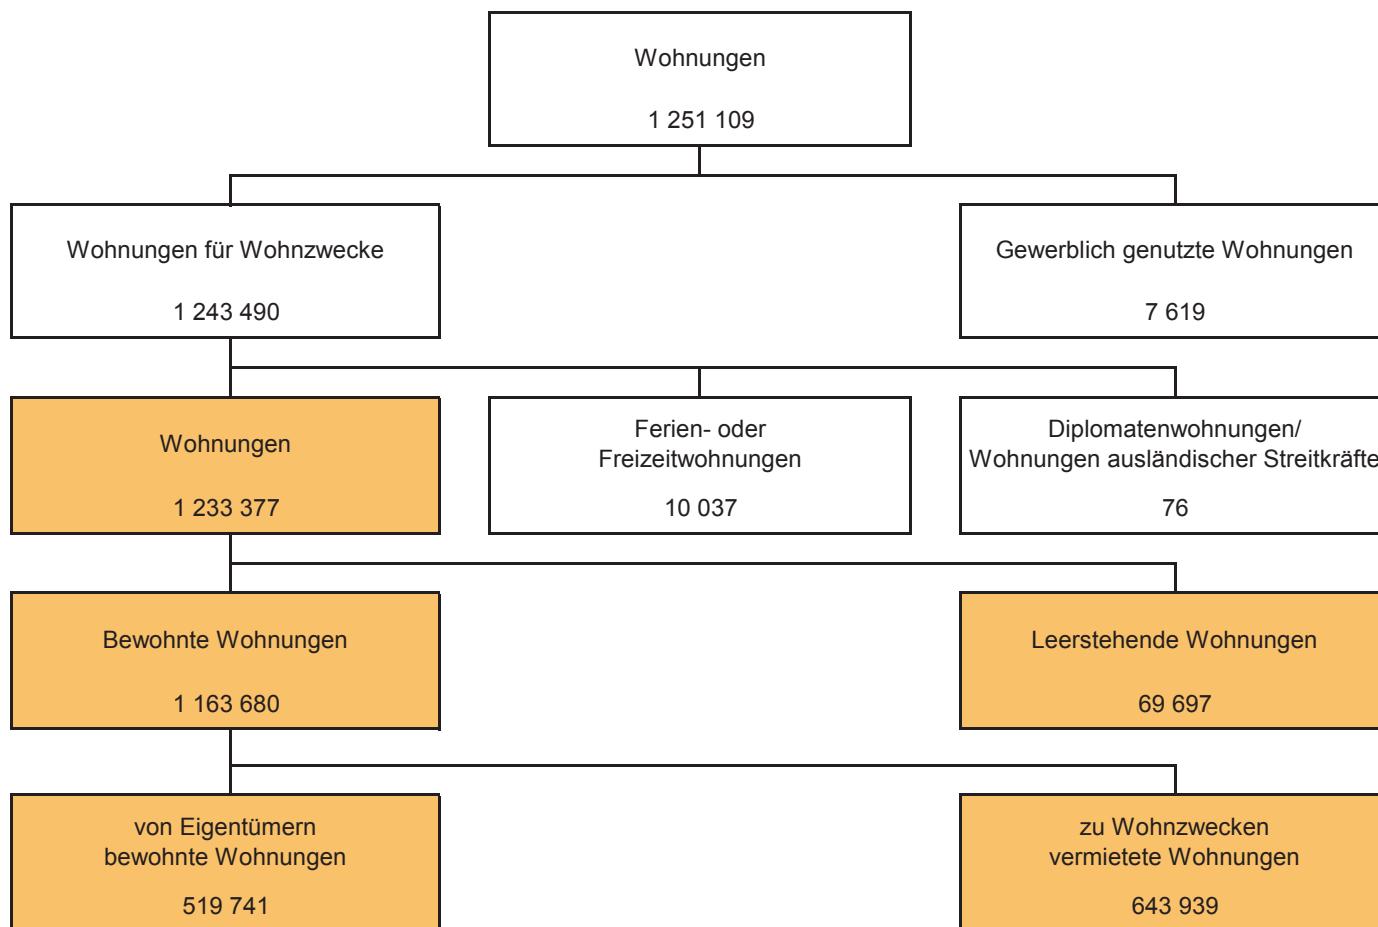 Wohnungen
1 251 109
Wohnungen für Wohnzwecke
1 243 490
Gewerblich genutzte Wohnungen
7 619
Wohnungen
1 233 377
Ferien- oder
Freizeitwohnungen
10 037
Diplomatenwohnungen/
Wohnungen ausländischer Streitkräfte
76
Bewohnte Wohnungen
1 163 680
Leerstehende Wohnungen
69 697
von Eigentümern
bewohnte Wohnungen
519 741
zu Wohnzwecken
vermietete Wohnungen
643 939